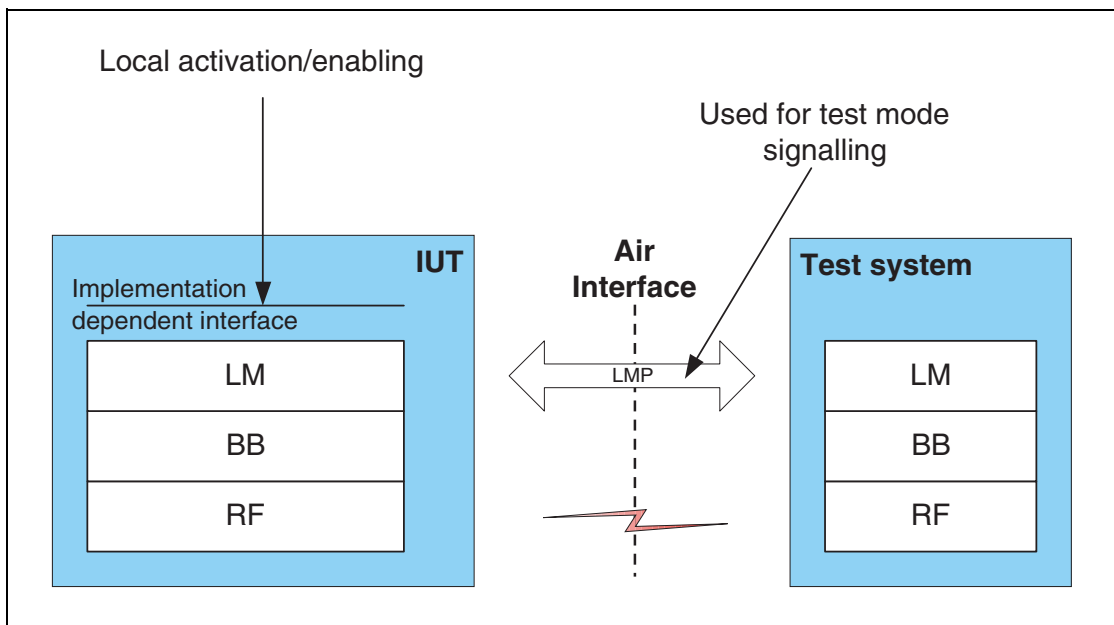 Local activation/enabling
Used for test mode
signalling
IUT
Implementation
dependent interface
LM
BB
RF
Air
Interface
LMP
Test system
LM
BB
RF